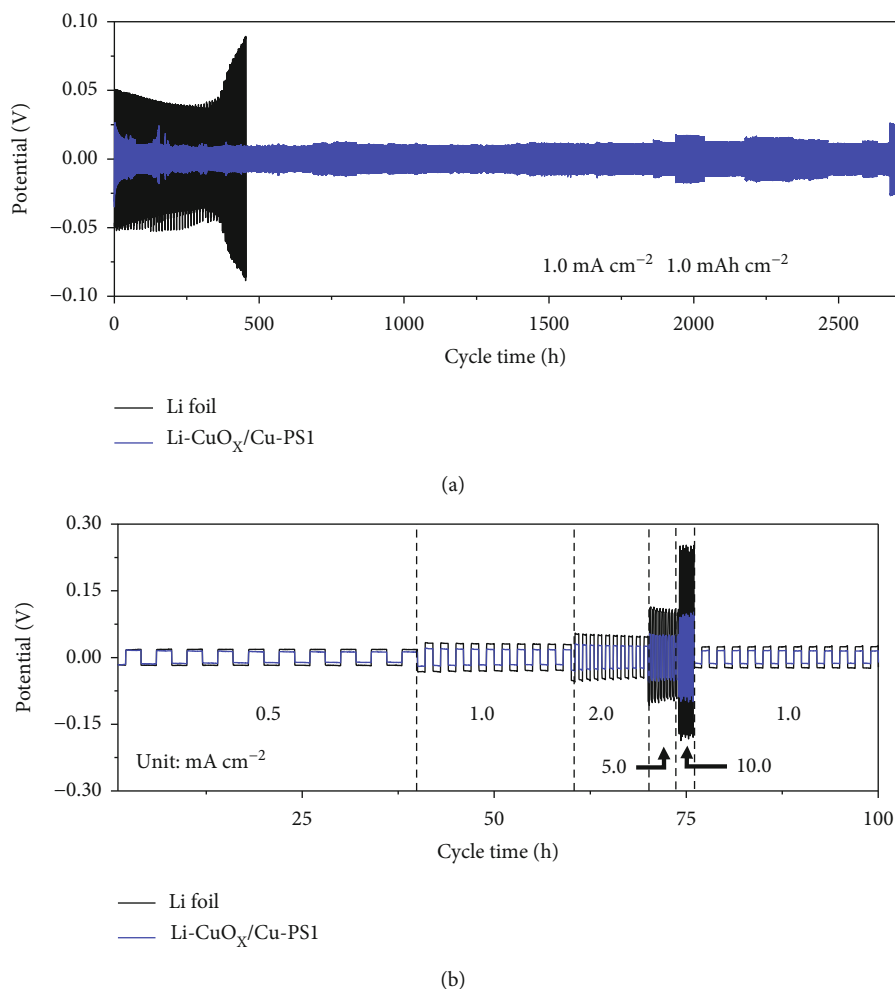 0.10
0.05
0.00
−0.05
−0.10
Potential (V)
0
500
1000
1500
2000
2500
1.0 mA cm⁻² 1.0 mAh cm⁻²
Cycle time (h)
Li foil
Li-CuOₓ/Cu-PS1
(a)
0.30
0.15
0.00
−0.15
−0.30
Potential (V)
0.5
1.0
2.0
5.0
10.0
1.0
Unit: mA cm⁻²
25
50
75
100
Cycle time (h)
Li foil
Li-CuOₓ/Cu-PS1
(b)